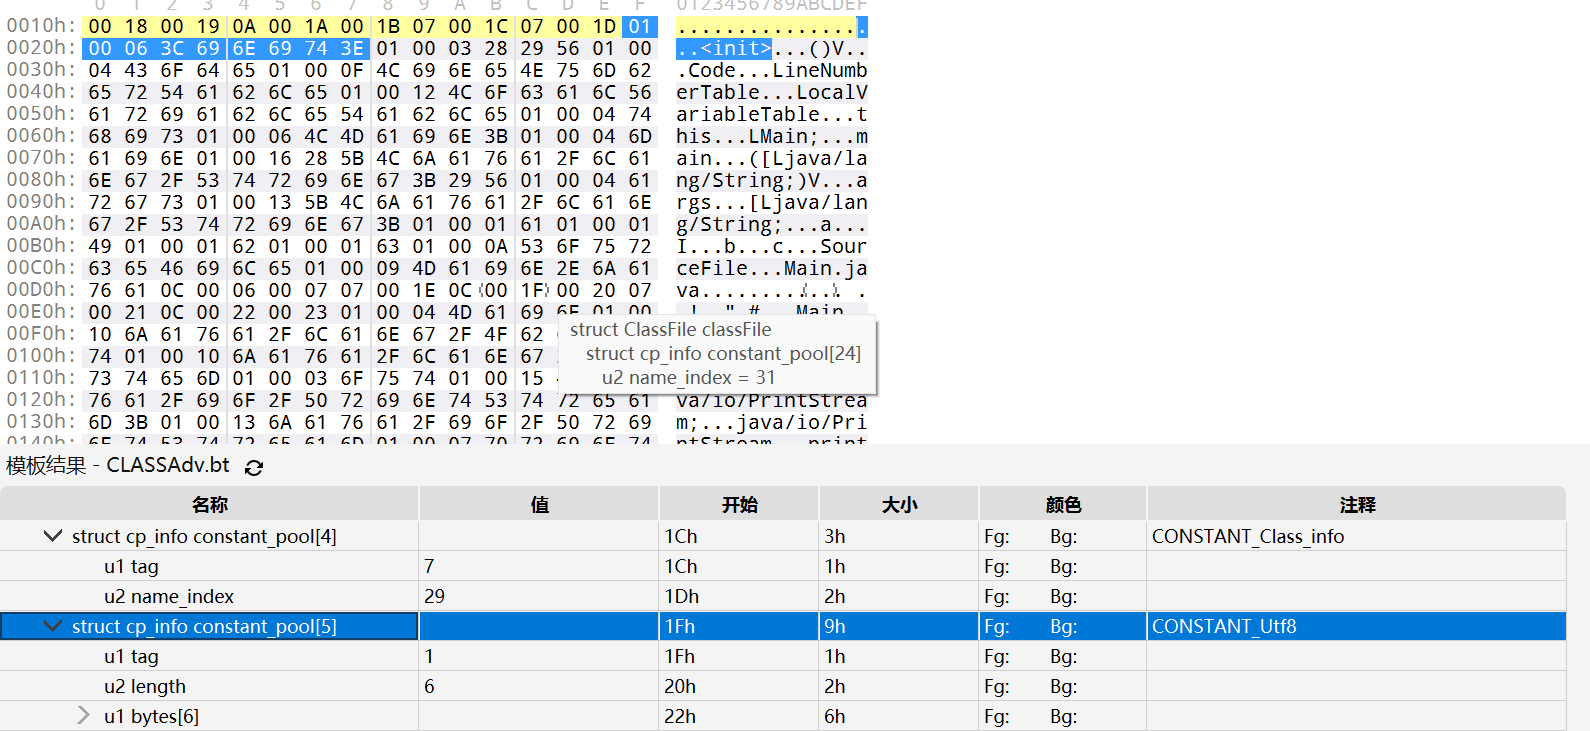 0 1 2 3 4 5 6 7 8 9 A B C D E F 0123456789ABCDEF
0010h: 00 18 00 19 0A 00 1A 00 1B 07 00 1C 07 00 1D 01 ................
0020h: 00 06 3C 69 6E 69 74 3E 01 00 03 28 29 56 01 00 ..<init>...()V..
0030h: 04 43 6F 64 65 01 00 0F 4C 69 6E 65 4E 75 6D 62 .Code...LineNumb
0040h: 65 72 54 61 62 6C 65 01 00 12 4C 6F 63 61 6C 56 erTable...LocalV
0050h: 61 72 69 61 62 6C 65 54 61 62 6C 65 01 00 04 74 ariableTable...t
0060h: 68 69 73 01 00 06 4C 4D 61 69 6E 3B 01 00 04 6D his...LMain;...m
0070h: 61 69 6E 01 00 16 28 5B 4C 6A 61 76 61 2F 6C 61 ain...([Ljava/la
0080h: 6E 67 2F 53 74 72 69 6E 67 3B 29 56 01 00 04 61 ng/String;)V...a
0090h: 72 67 73 01 00 13 5B 4C 6A 61 76 61 2F 6C 61 6E rgs...[Ljava/lan
00A0h: 67 2F 53 74 72 69 6E 67 3B 01 00 01 61 01 00 01 g/String;...a...
00B0h: 49 01 00 01 62 01 00 01 63 01 00 0A 53 6F 75 72 I...b...c...Sour
00C0h: 63 65 46 69 6C 65 01 00 09 4D 61 69 6E 2E 6A 61 ceFile...Main.ja
00D0h: 76 61 0C 00 06 00 07 07 00 1E 0C 00 1F 00 20 07 va............ .
00E0h: 00 21 0C 00 22 00 23 01 00 04 4D 61 69 6E 01 00 .!..".#...Main..
00F0h: 10 6A 61 76 61 2F 6C 61 6E 67 2F 4F 62
0100h: 74 01 00 10 6A 61 76 61 2F 6C 61 6E 67
0110h: 73 74 65 6D 01 00 03 6F 75 74 01 00 15
0120h: 76 61 2F 69 6F 2F 50 72 69 6E 74 53 74 72 65 61 va/io/PrintStrea
0130h: 6D 3B 01 00 13 6A 61 76 61 2F 69 6F 2F 50 72 69 m;...java/io/Pri
0140h: 6E 74 53 74 72 65 61 6D 01 00 07 70 72 69 6E 74 ntStream...print
struct ClassFile classFile
struct cp_info constant_pool[24]
u2 name_index = 31
模板结果 - CLASSAdv.bt
名称 值 开始 大小 颜色 注释
struct cp_info constant_pool[4] 1Ch 3h Fg: Bg: CONSTANT_Class_info
u1 tag 7 1Ch 1h Fg: Bg:
u2 name_index 29 1Dh 2h Fg: Bg:
struct cp_info constant_pool[5] 1Fh 9h Fg: Bg: CONSTANT_Utf8
u1 tag 1 1Fh 1h Fg: Bg:
u2 length 6 20h 2h Fg: Bg:
u1 bytes[6] 22h 6h Fg: Bg: